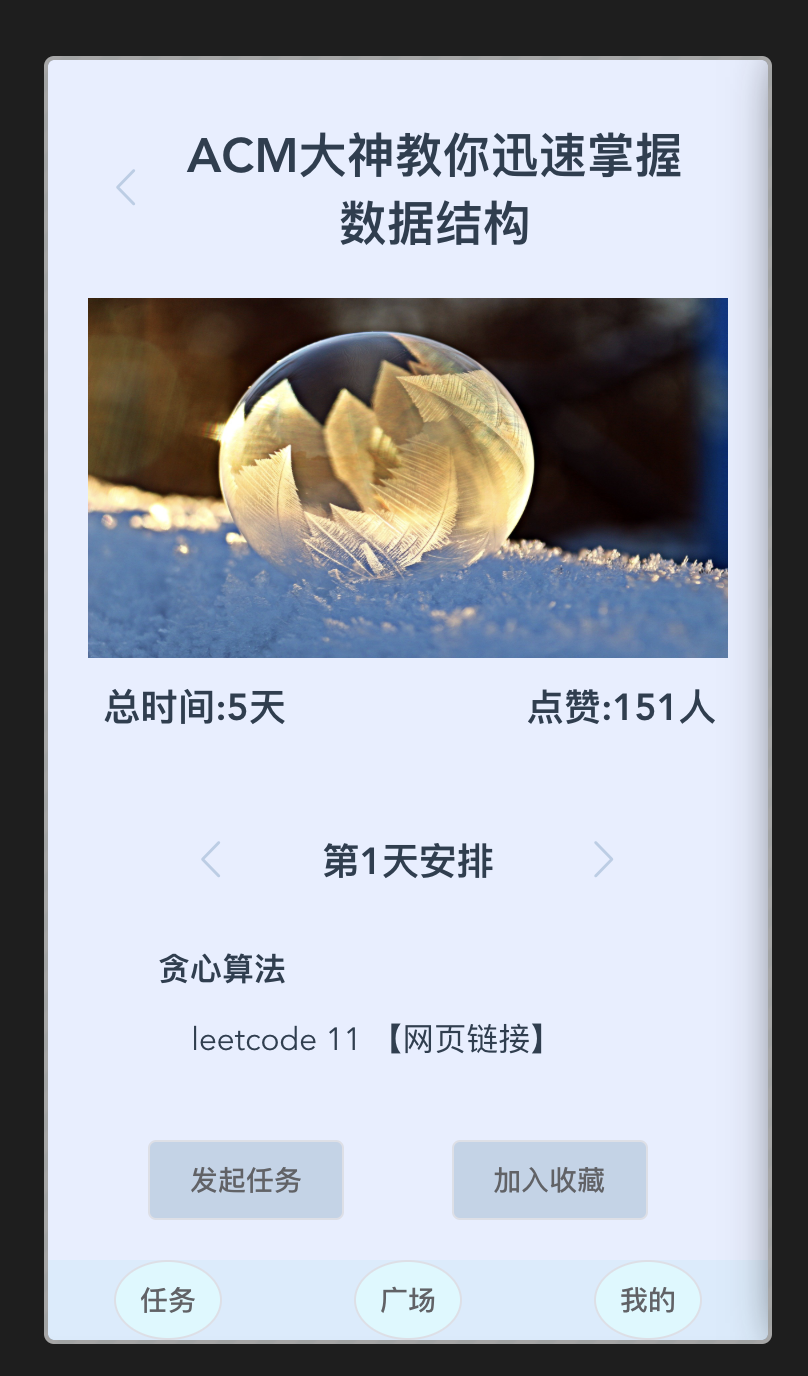 ACM大神教你迅速掌握
数据结构
总时间:5天
点赞:151人
第1天安排
贪心算法
leetcode 11 【网页链接】
发起任务
加入收藏
任务
广场
我的